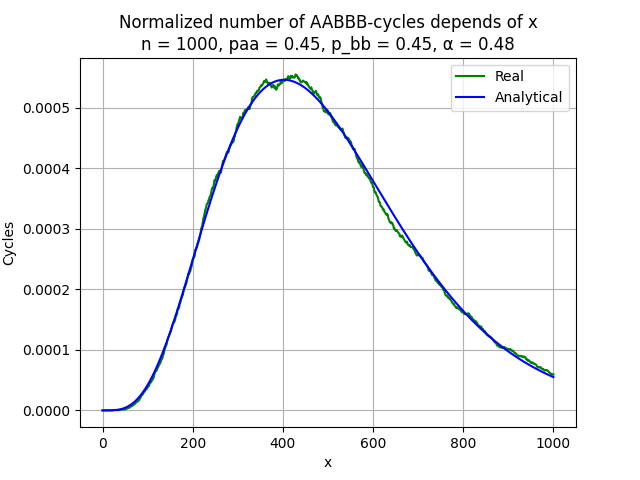 Normalized number of AABBB-cycles depends of x
n = 1000, paa = 0.45, p_bb = 0.45, α = 0.48
Real
Analytical
Cycles
0.0005
0.0004
0.0003
0.0002
0.0001
0.0000
0 200 400 600 800 1000
x